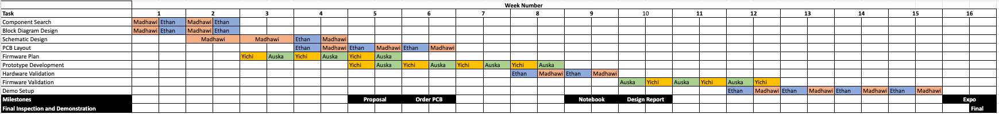 Week Number
Task 1 2 3 4 5 6 7 8 9 10 11 12 13 14 15 16
Component Search Madhawi Ethan Madhawi Ethan
Block Diagram Design Madhawi Ethan Madhawi Ethan
Schematic Design Madhawi Madhawi Ethan Madhawi
PCB Layout Ethan Madhawi Ethan Madhawi Ethan Madhawi
Firmware Plan Yichi Auska Yichi Auska Yichi Auska
Prototype Development Yichi Auska Yichi Auska Yichi Auska Yichi Auska
Hardware Validation Ethan Madhawi Ethan Madhawi
Firmware Validation Auska Yichi Auska Yichi Auska Yichi
Demo Setup Ethan Madhawi Ethan Madhawi Ethan Madhawi Ethan Madhawi
Milestones Proposal Order PCB Notebook Design Report Expo
Final Inspection and Demonstration Final